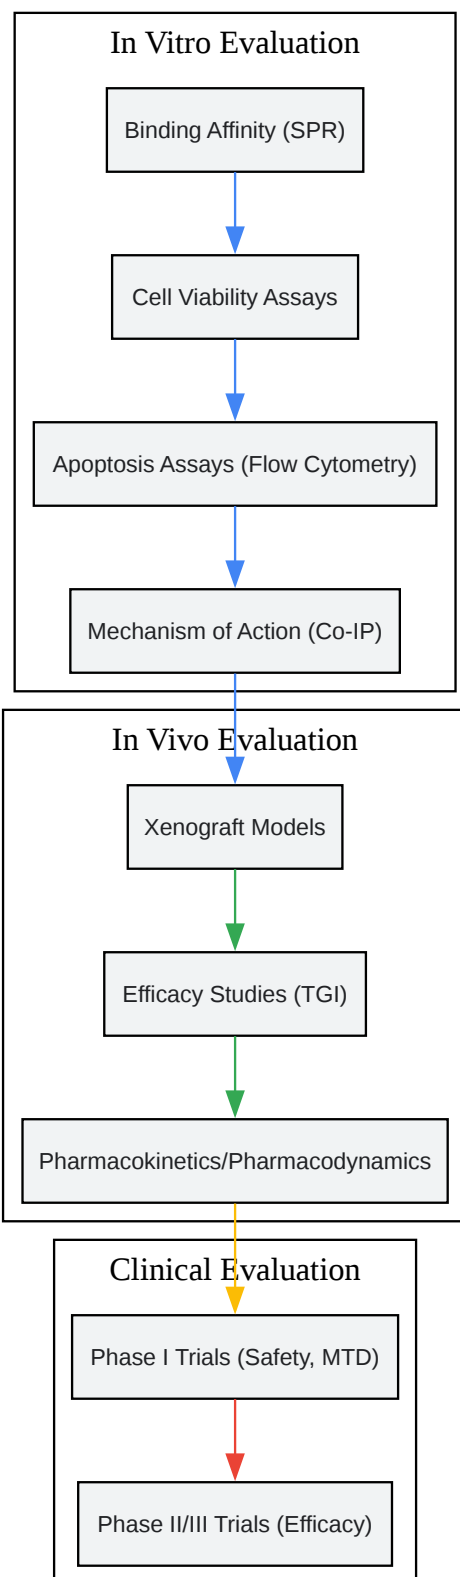 In Vitro Evaluation
Binding Affinity (SPR)
Cell Viability Assays
Apoptosis Assays (Flow Cytometry)
Mechanism of Action (Co-IP)
In Vivo Evaluation
Xenograft Models
Efficacy Studies (TGI)
Pharmacokinetics/Pharmacodynamics
Clinical Evaluation
Phase I Trials (Safety, MTD)
Phase II/III Trials (Efficacy)